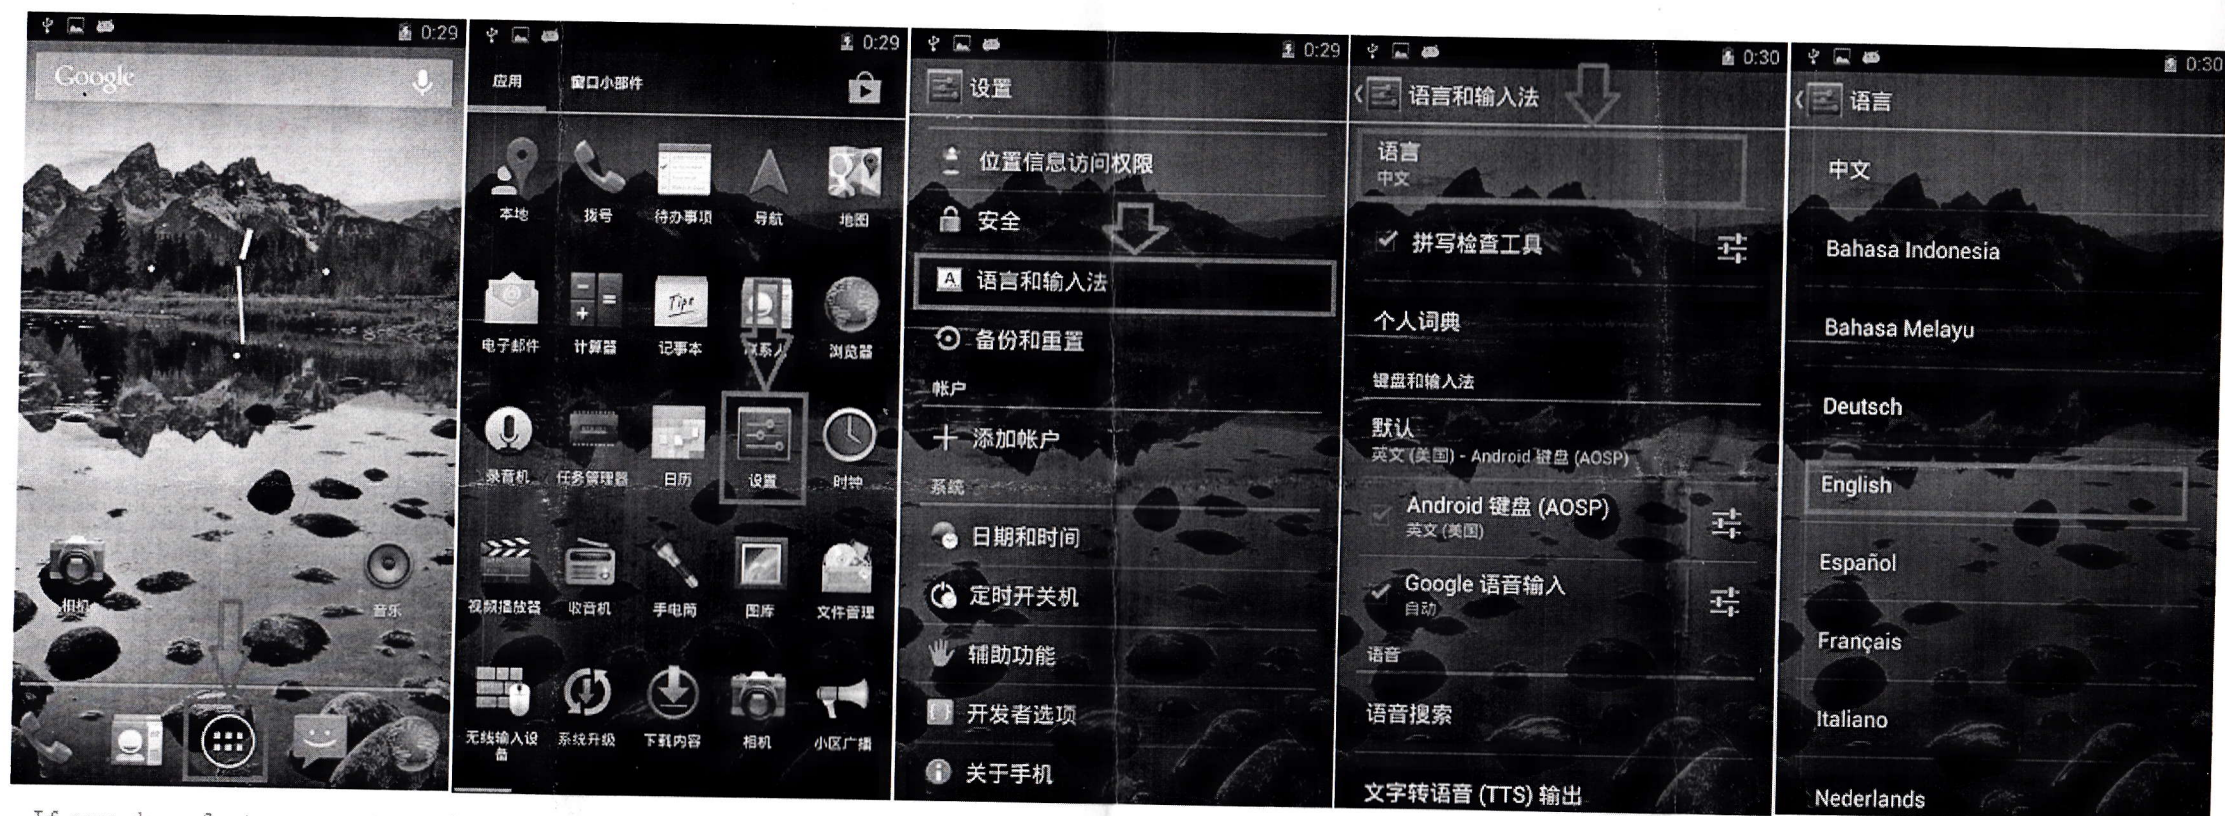 0:29
Google
相机
音乐
0:29
应用
窗口小部件
本地
拨号
待办事项
导航
地图
Tips
电子邮件
计算器
记事本
联系人
浏览器
录音机
任务管理器
日历
设置
时钟
视频播放器
收音机
手电筒
图库
文件管理
无线输入设
备
系统升级
下载内容
相机
小区广播
0:29
设置
位置信息访问权限
安全
A
语言和输入法
备份和重置
帐户
添加帐户
系统
日期和时间
定时开关机
辅助功能
开发者选项
关于手机
0:30
语言和输入法
语言
中文
拼写检查工具
个人词典
键盘和输入法
默认
英文 (美国) - Android 键盘 (AOSP)
Android 键盘 (AOSP)
英文 (美国)
Google 语音输入
自动
语音
语音搜索
文字转语音 (TTS) 输出
0:30
语言
中文
Bahasa Indonesia
Bahasa Melayu
Deutsch
English
Español
Français
Italiano
Nederlands